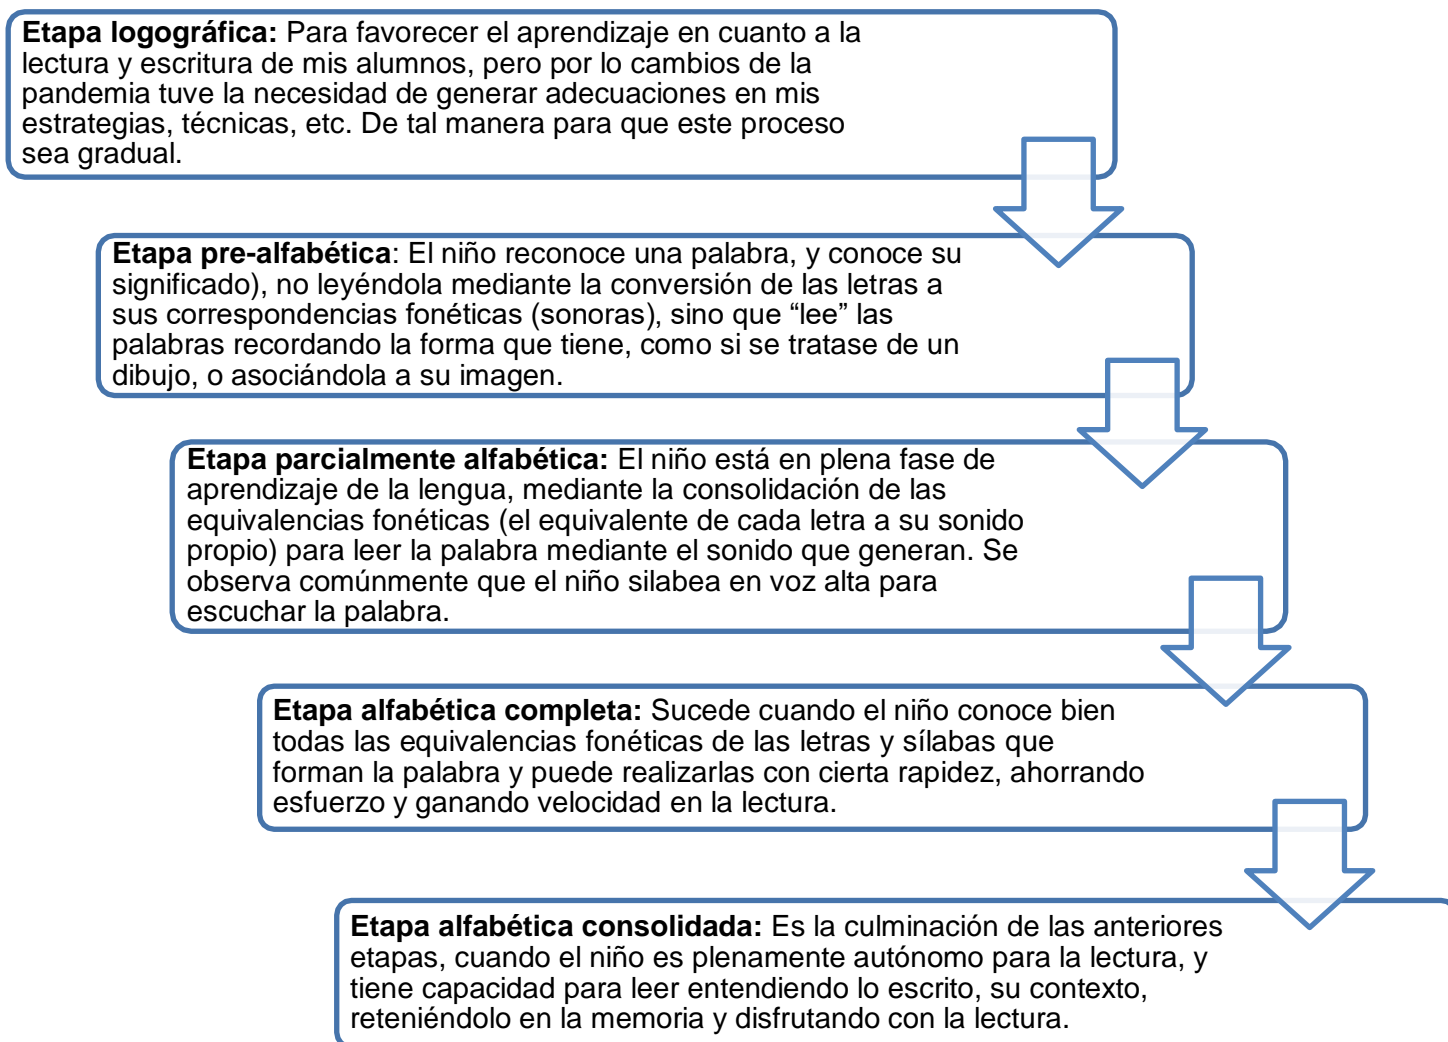 Etapa logográfica: Para favorecer el aprendizaje en cuanto a la
lectura y escritura de mis alumnos, pero por lo cambios de la
pandemia tuve la necesidad de generar adecuaciones en mis
estrategias, técnicas, etc. De tal manera para que este proceso
sea gradual.
Etapa pre-alfabética: El niño reconoce una palabra, y conoce su
significado), no leyéndola mediante la conversión de las letras a
sus correspondencias fonéticas (sonoras), sino que “lee” las
palabras recordando la forma que tiene, como si se tratase de un
dibujo, o asociándola a su imagen.
Etapa parcialmente alfabética: El niño está en plena fase de
aprendizaje de la lengua, mediante la consolidación de las
equivalencias fonéticas (el equivalente de cada letra a su sonido
propio) para leer la palabra mediante el sonido que generan. Se
observa comúnmente que el niño silabea en voz alta para
escuchar la palabra.
Etapa alfabética completa: Sucede cuando el niño conoce bien
todas las equivalencias fonéticas de las letras y sílabas que
forman la palabra y puede realizarlas con cierta rapidez, ahorrando
esfuerzo y ganando velocidad en la lectura.
Etapa alfabética consolidada: Es la culminación de las anteriores
etapas, cuando el niño es plenamente autónomo para la lectura, y
tiene capacidad para leer entendiendo lo escrito, su contexto,
reteniéndolo en la memoria y disfrutando con la lectura.